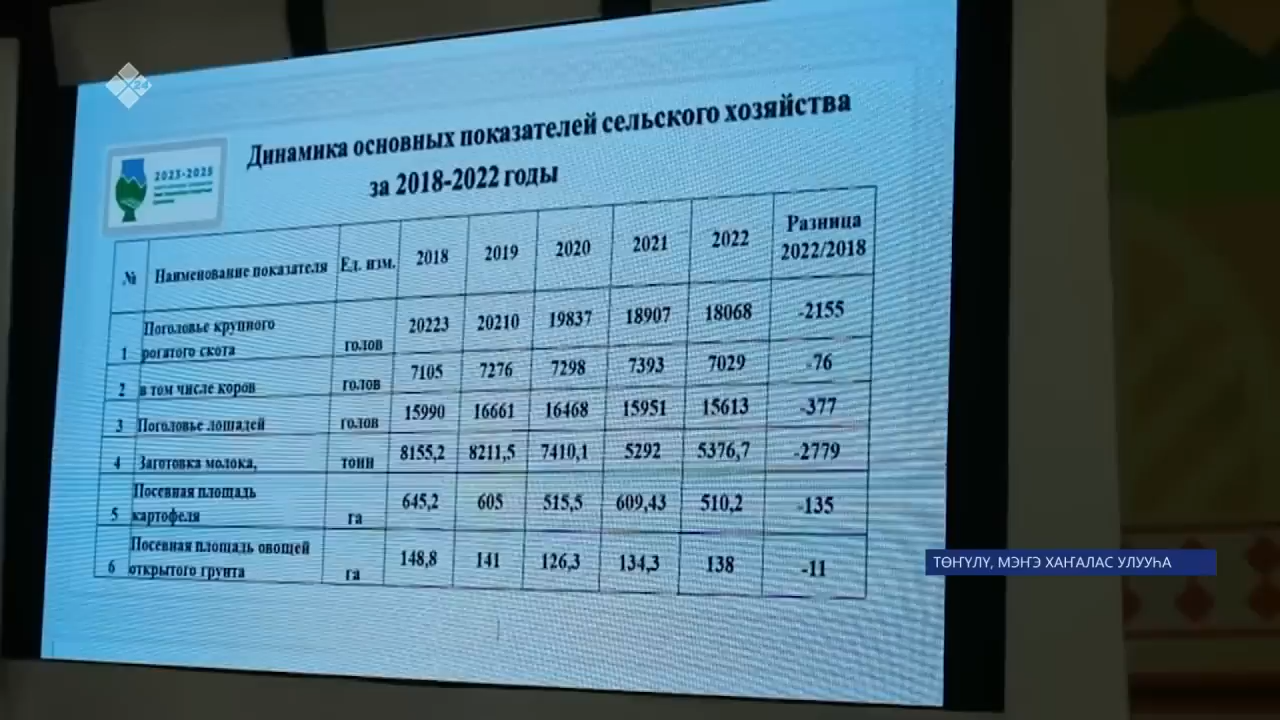 24
2023-2025
Динамика основных показателей сельского хозяйства
за 2018-2022 годы
№ Наименование показателя Ед. изм. 2018 2019 2020 2021 2022 Разница 2022/2018
1 Поголовье крупного рогатого скота голов 20223 20210 19837 18907 18068 -2155
2 в том числе коров голов 7105 7276 7298 7393 7029 -76
3 Поголовье лошадей голов 15990 16661 16468 15951 15613 -377
4 Заготовка молока, тонн 8155,2 8211,5 7410,1 5292 5376,7 -2779
5 Посевная площадь картофеля га 645,2 605 515,5 609,43 510,2 -135
6 Посевная площадь овощей открытого грунта га 148,8 141 126,3 134,3 138 -11
ТӨҤҮЛҮ, МЭҤЭ ХАҤАЛАС УЛУУҺА